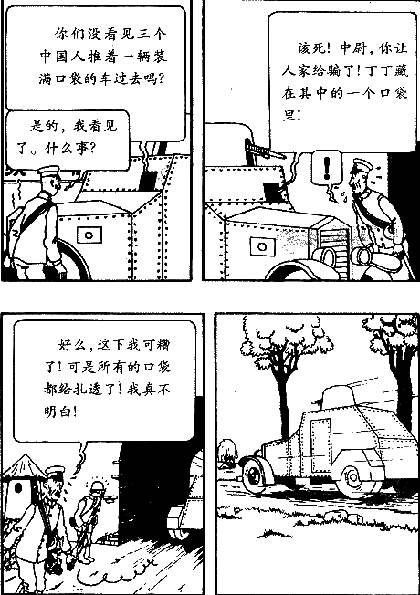 你们没看见三个
中国人推着一辆装
满口袋的车过去吗？
是的，我看见
了。什么事？
该死！中尉，你让
人家给骗了！丁丁藏
在其中的一个口袋
里！
！
好么，这下我可糟
了！可是所有的口袋
都给扎透了！我真不
明白！